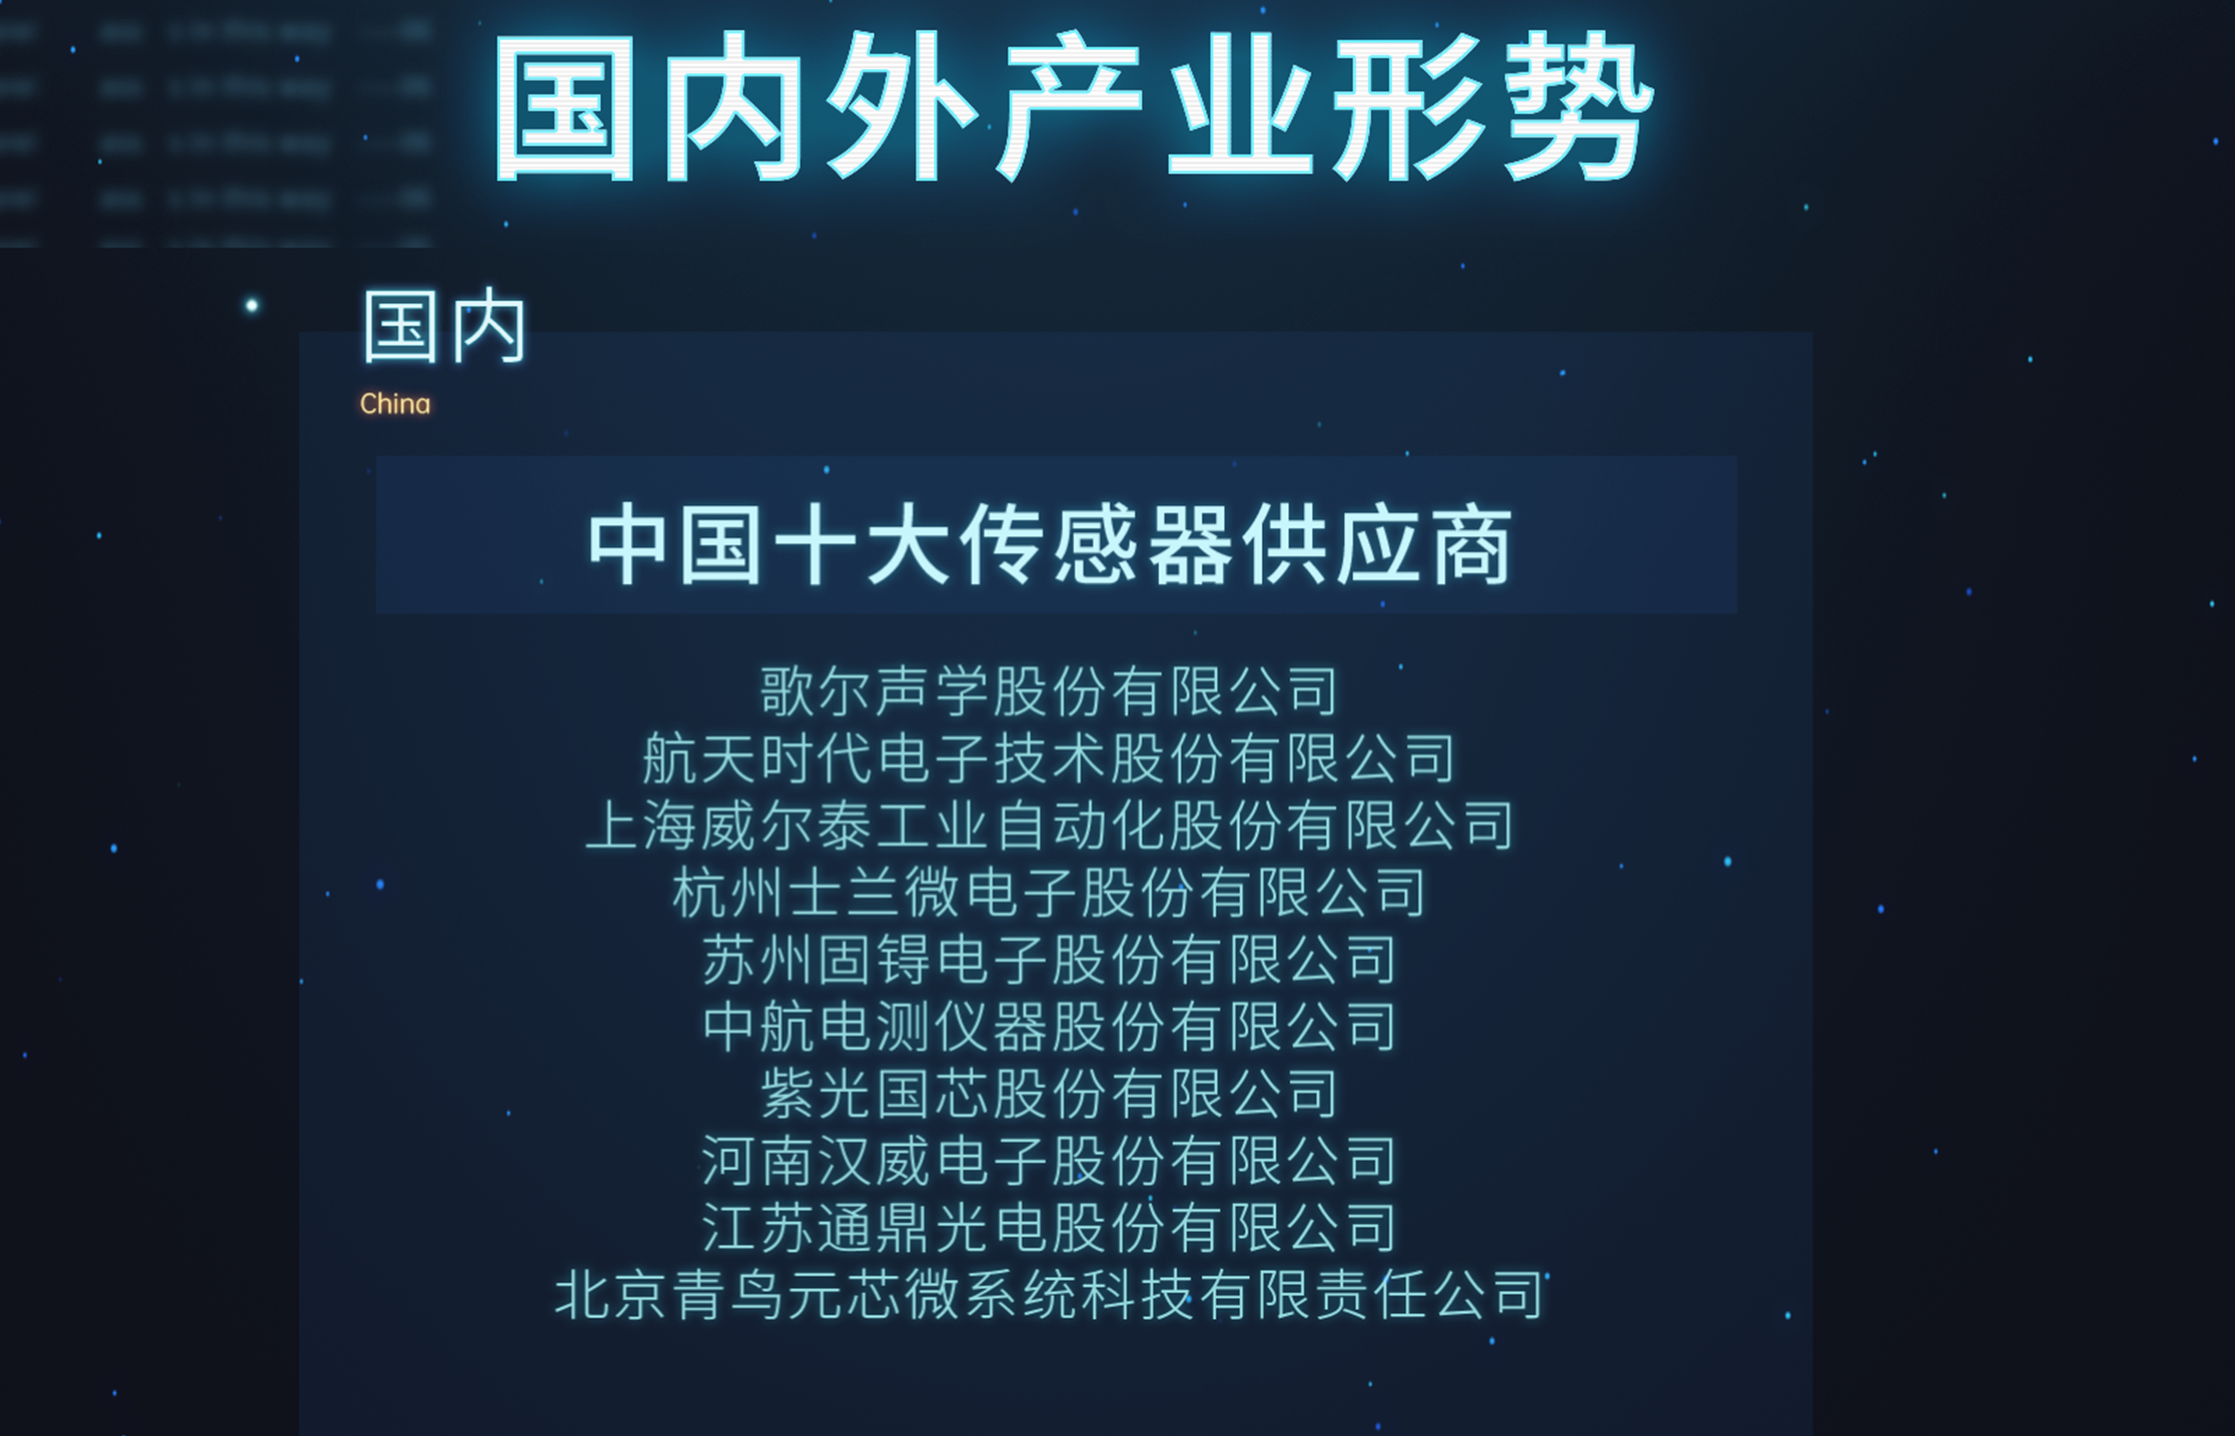 国内外产业形势
国内
China
中国十大传感器供应商
歌尔声学股份有限公司
航天时代电子技术股份有限公司
上海威尔泰工业自动化股份有限公司
杭州士兰微电子股份有限公司
苏州固锝电子股份有限公司
中航电测仪器股份有限公司
紫光国芯股份有限公司
河南汉威电子股份有限公司
江苏通鼎光电股份有限公司
北京青鸟元芯微系统科技有限责任公司